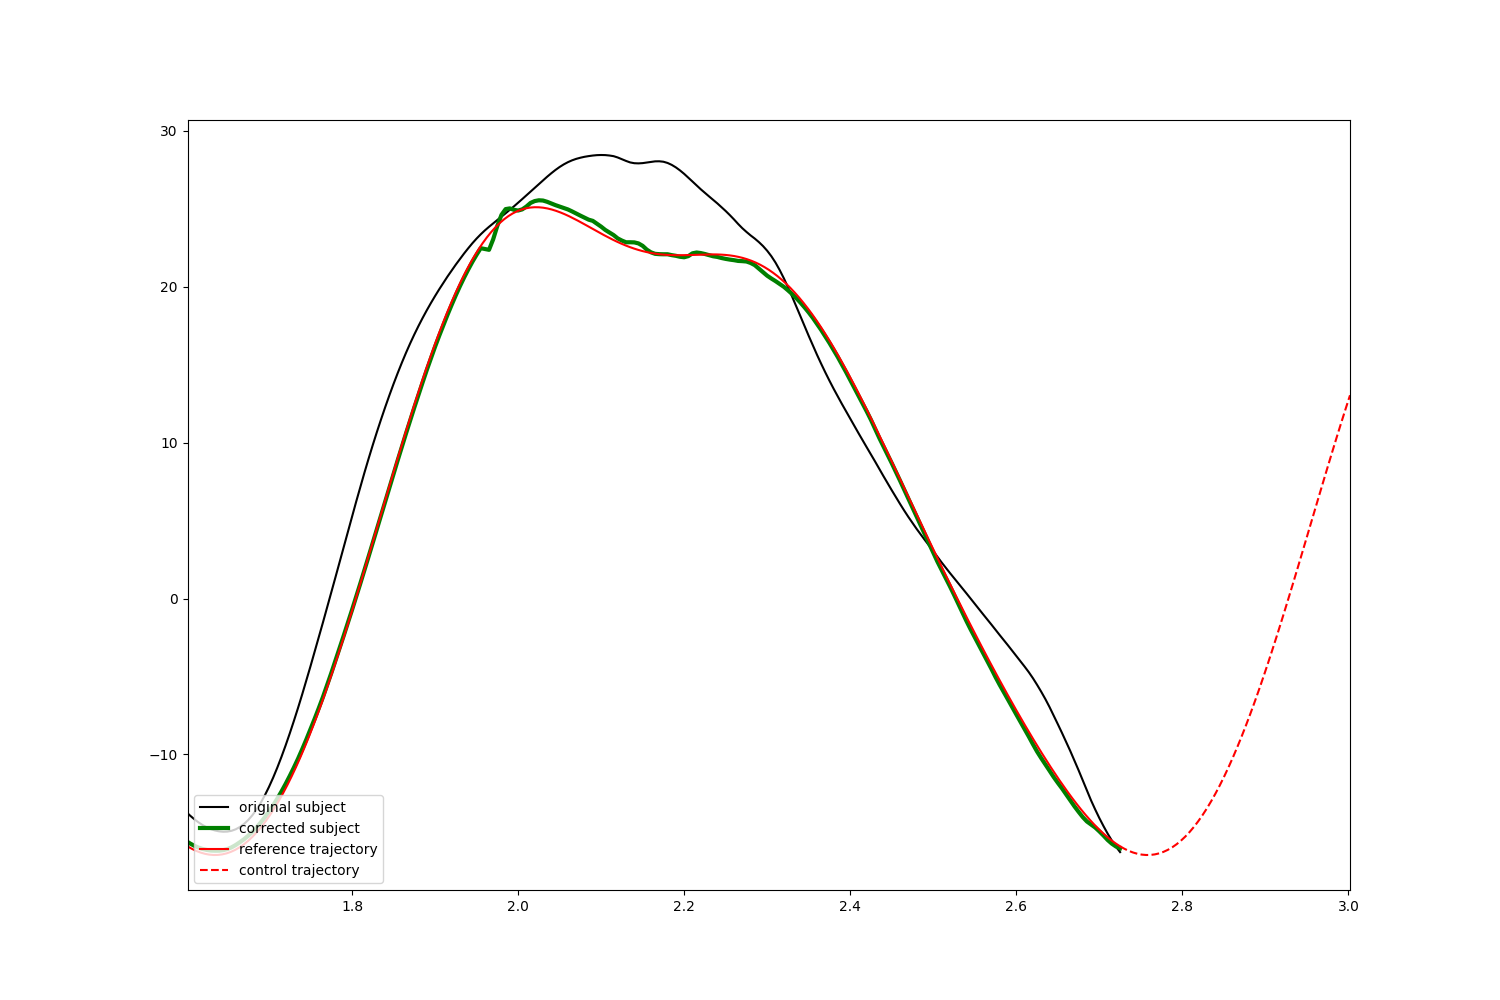 30
20
10
0
−10
original subject
corrected subject
reference trajectory
control trajectory
1.8 2.0 2.2 2.4 2.6 2.8 3.0